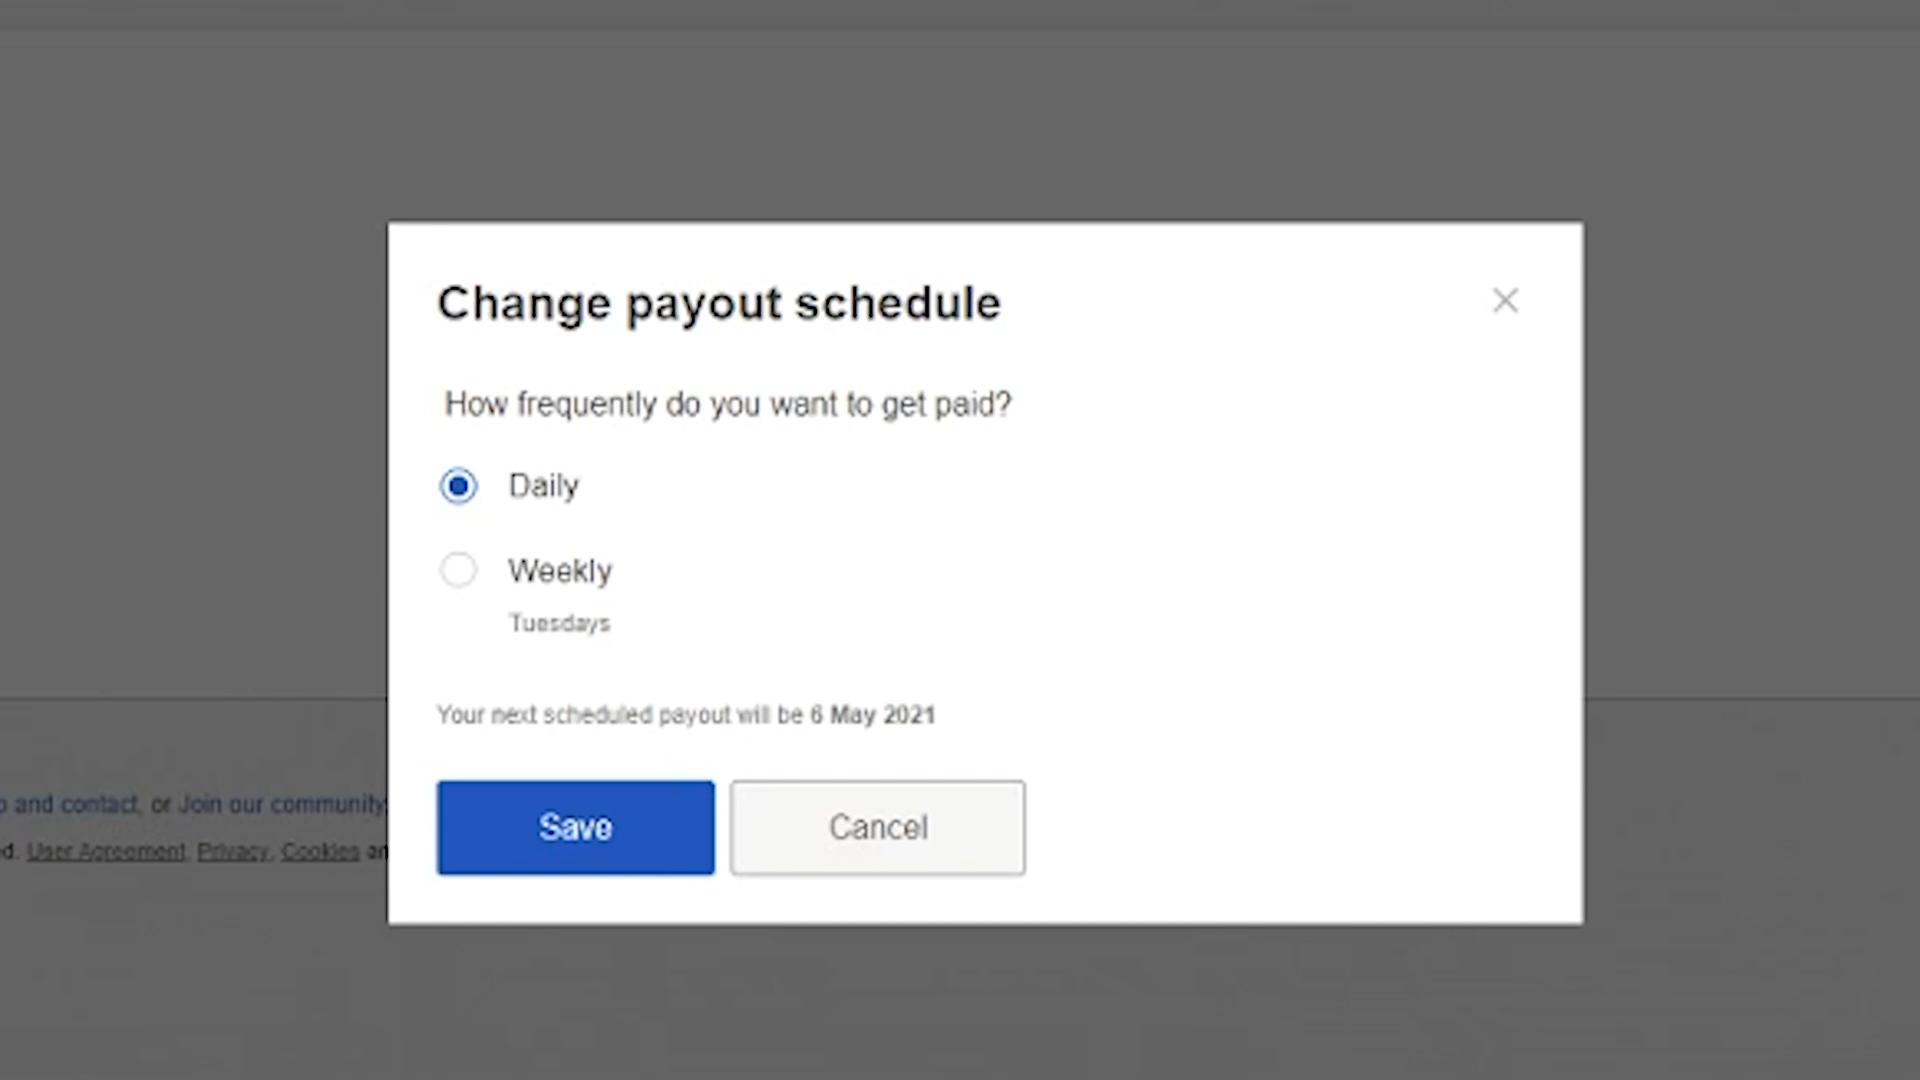 Change payout schedule
How frequently do you want to get paid?
Daily
Weekly
Tuesdays
Your next scheduled payout will be 6 May 2021
Save Cancel
and contact, or Join our community
User Agreement, Privacy, Cookies